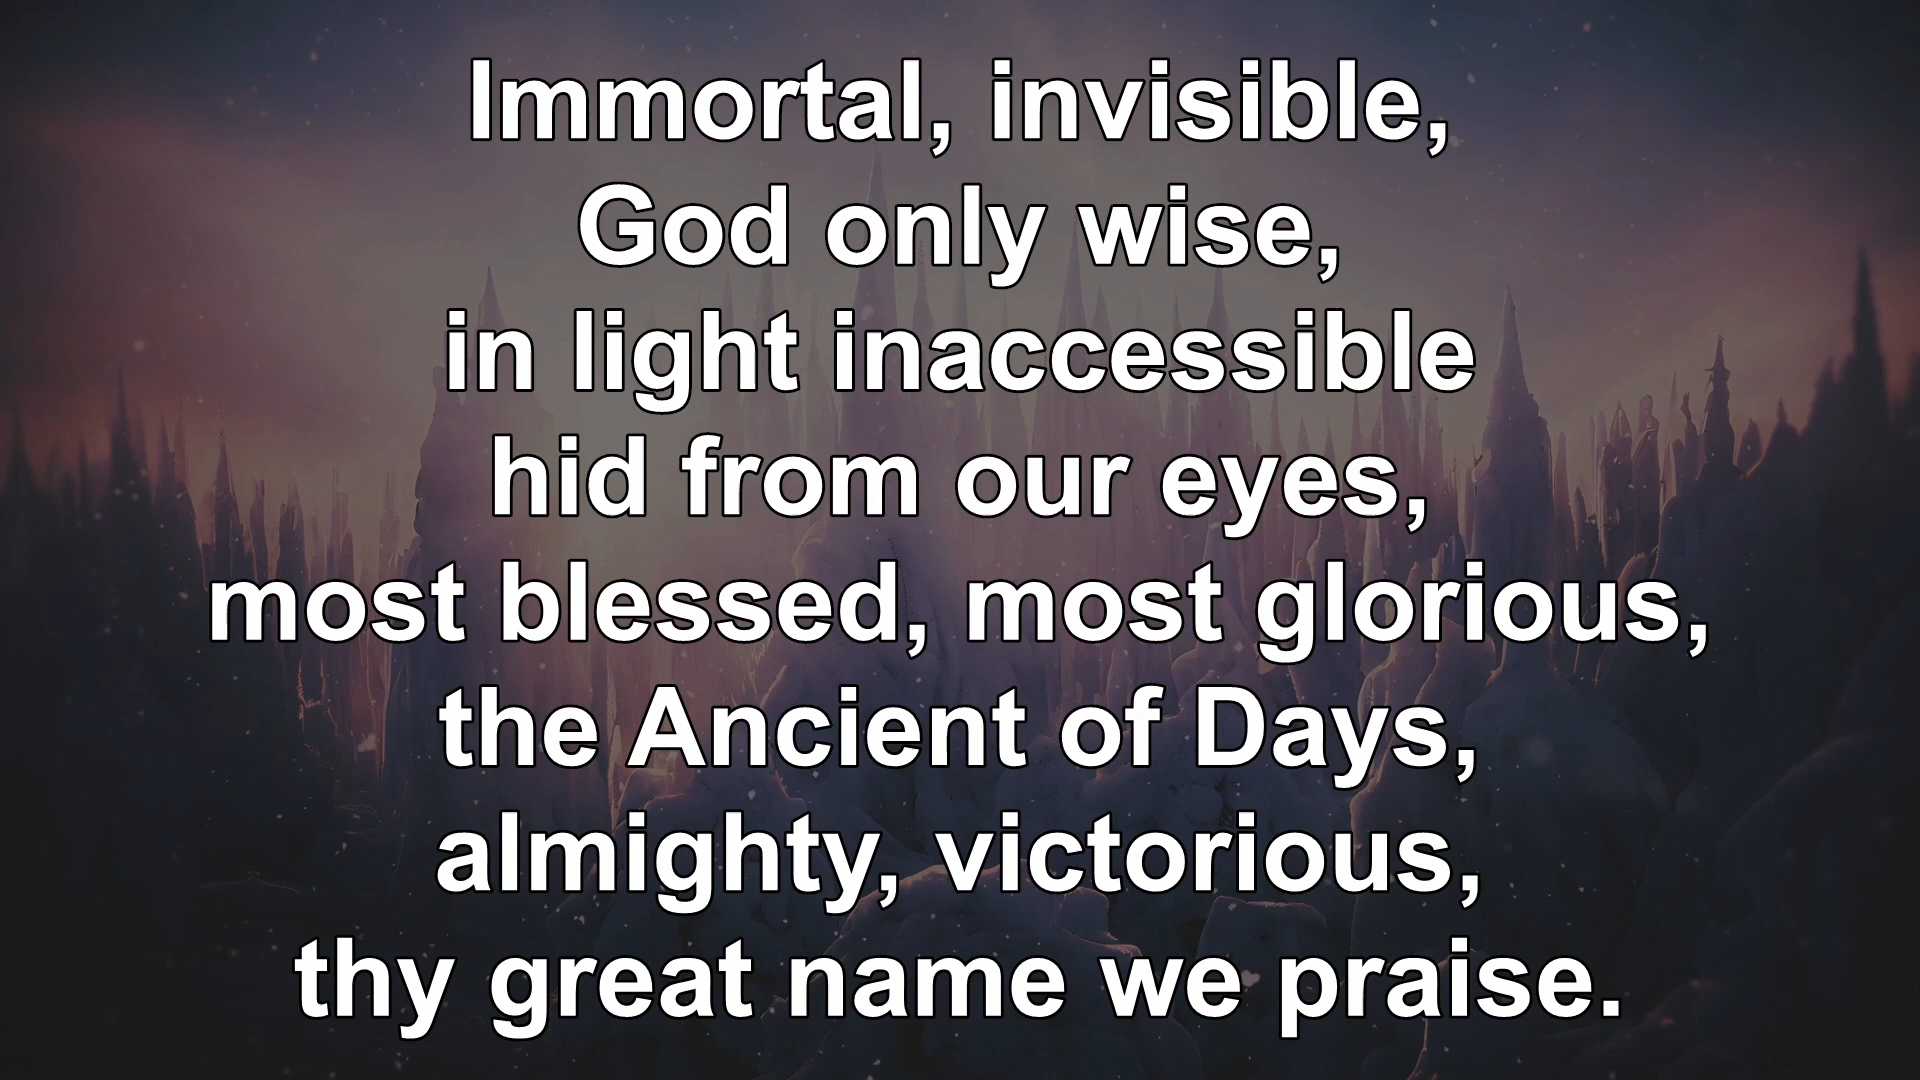 Immortal, invisible,
God only wise,
in light inaccessible
hid from our eyes,
most blessed, most glorious,
the Ancient of Days,
almighty, victorious,
thy great name we praise.